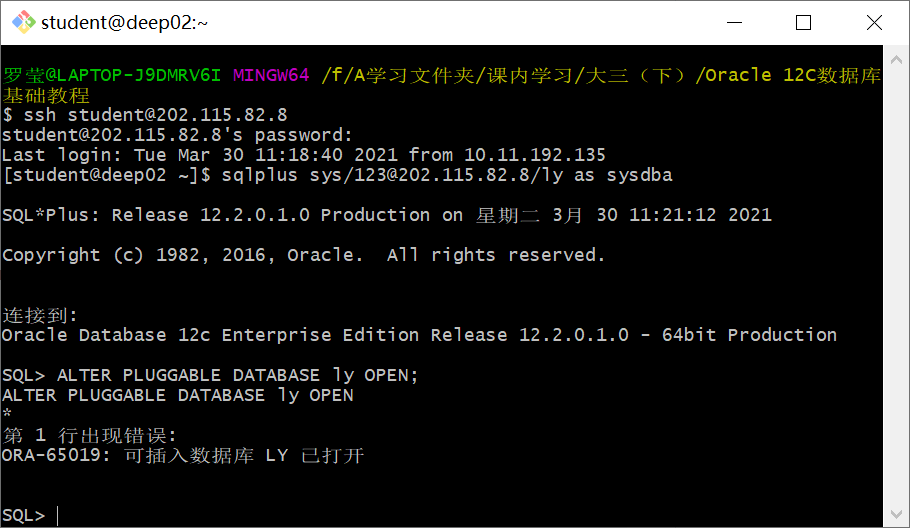 student@deep02:~
罗莹@LAPTOP-J9DMRV6I MINGW64 /f/A学习文件夹/课内学习/大三（下）/Oracle 12C数据库
基础教程
$ ssh student@202.115.82.8
student@202.115.82.8's password:
Last login: Tue Mar 30 11:18:40 2021 from 10.11.192.135
[student@deep02 ~]$ sqlplus sys/123@202.115.82.8/ly as sysdba
SQL*Plus: Release 12.2.0.1.0 Production on 星期二 3月 30 11:21:12 2021
Copyright (c) 1982, 2016, Oracle.  All rights reserved.
连接到:
Oracle Database 12c Enterprise Edition Release 12.2.0.1.0 - 64bit Production
SQL> ALTER PLUGGABLE DATABASE ly OPEN;
ALTER PLUGGABLE DATABASE ly OPEN
*
第 1 行出现错误:
ORA-65019: 可插入数据库 LY 已打开
SQL>